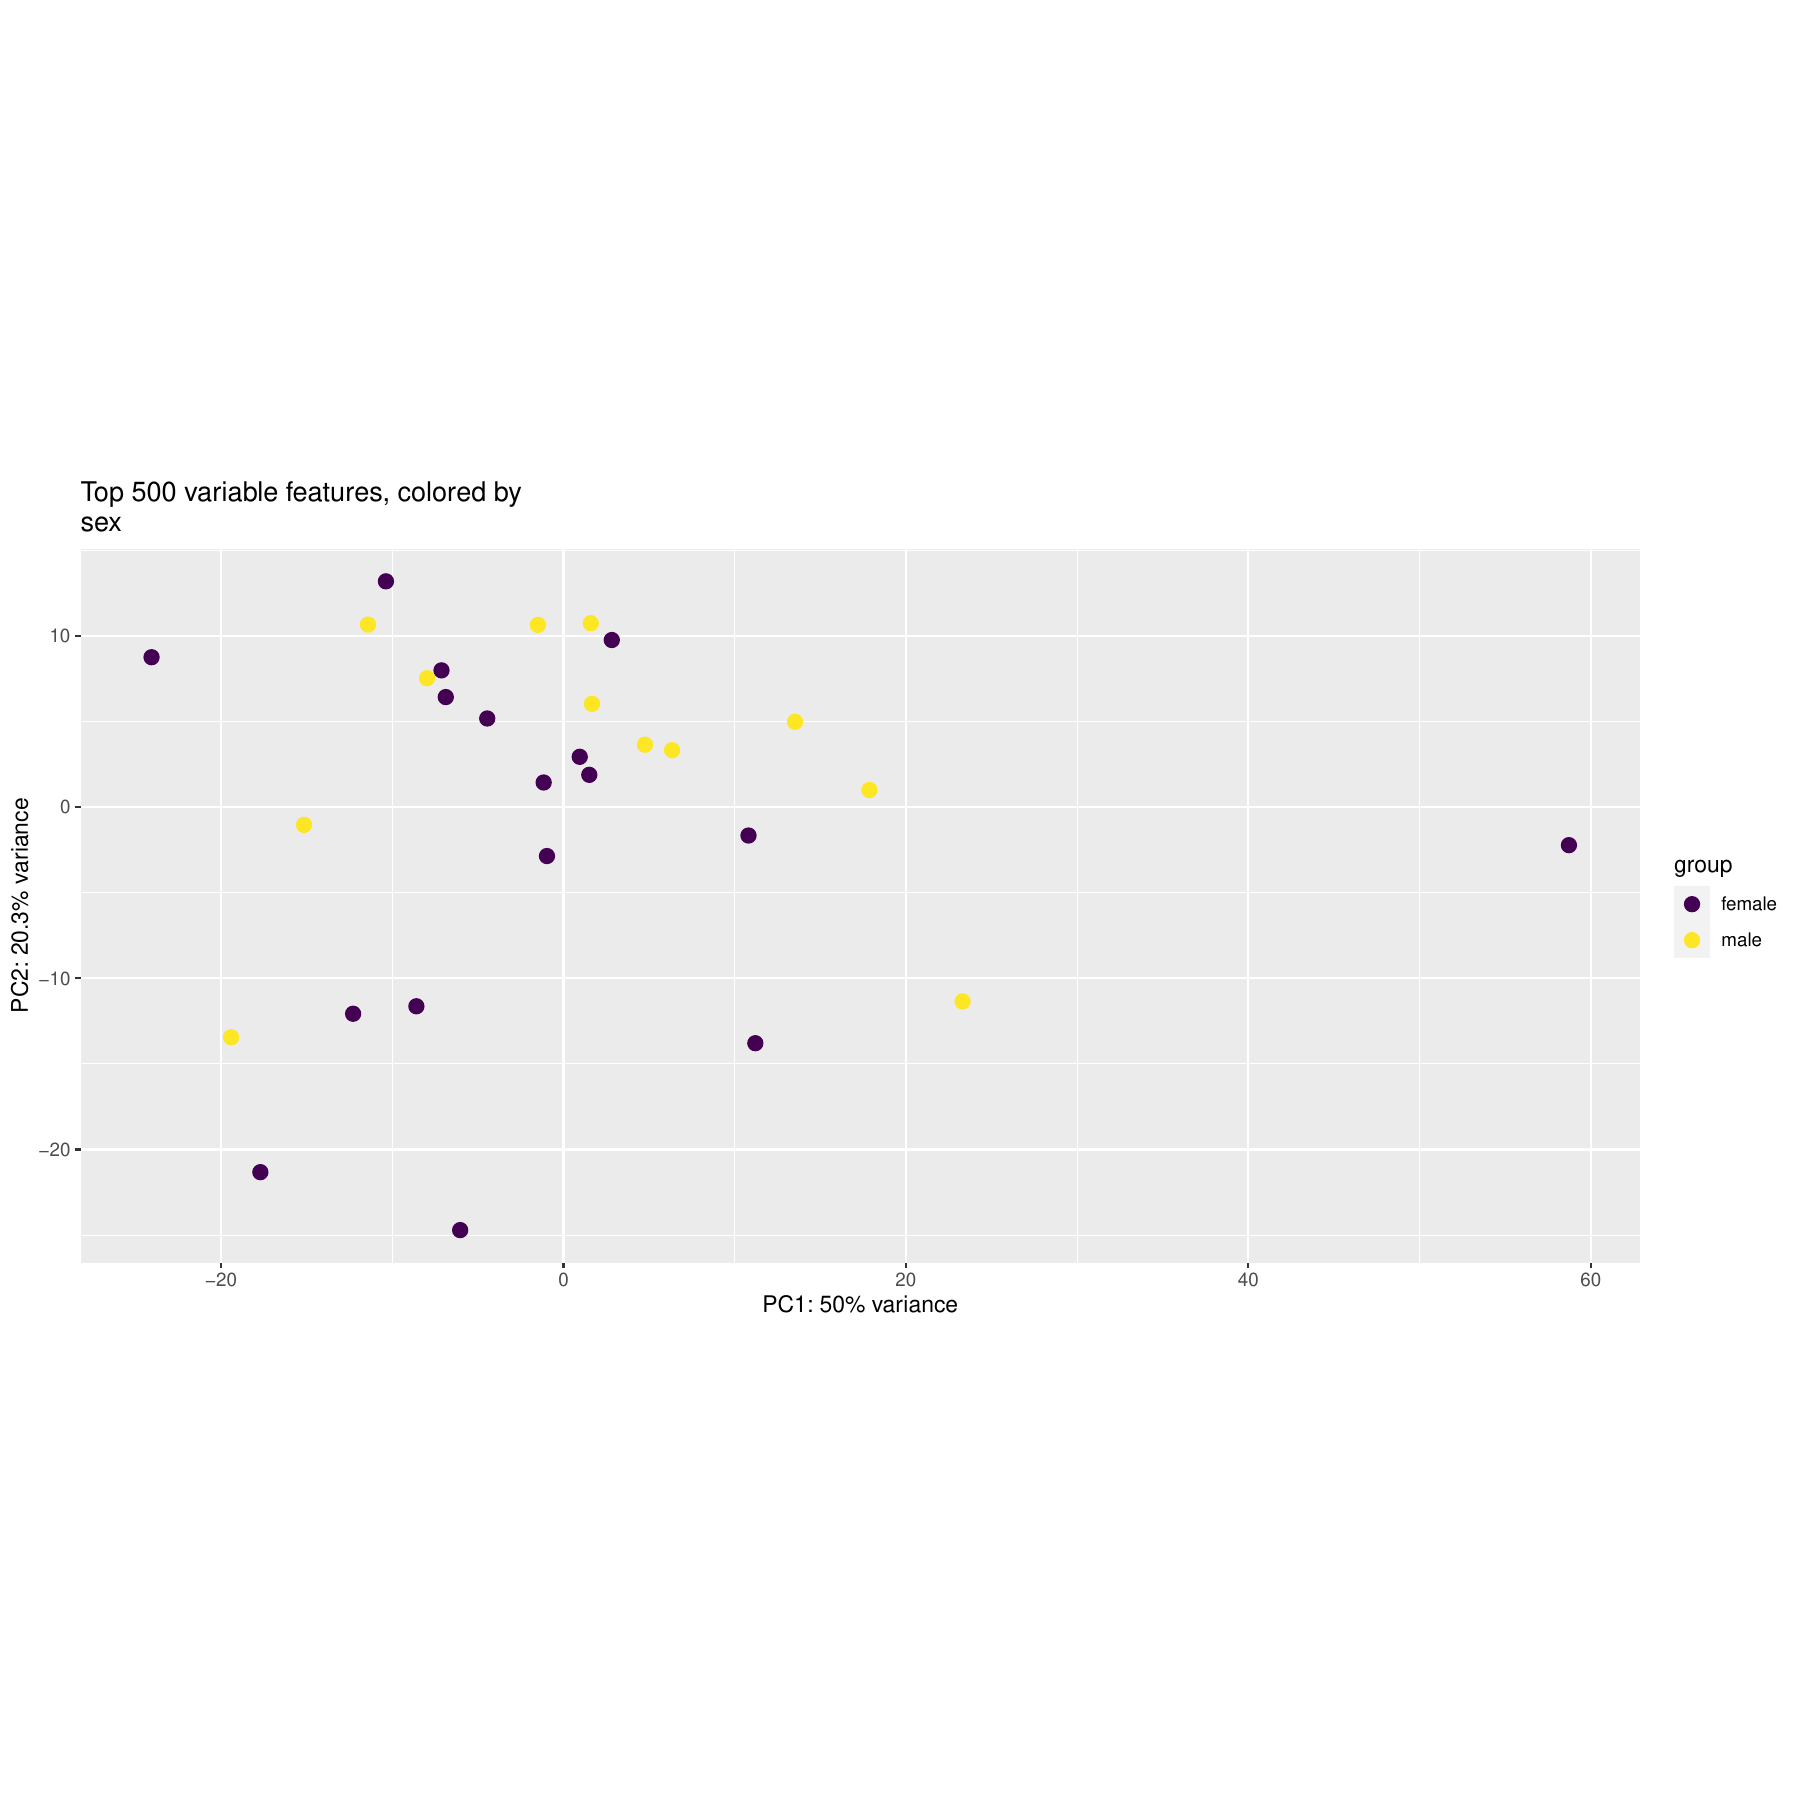 Top 500 variable features, colored by
sex
10
0
−10
−20
PC2: 20.3% variance
−20
0
20
40
60
PC1: 50% variance
group
female
male